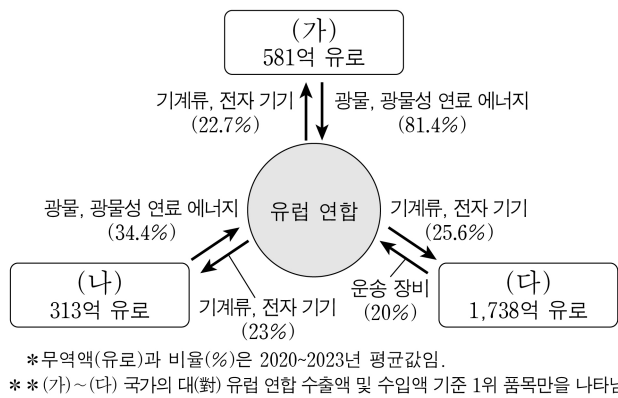 (가)
581억 유로
기계류, 전자 기기
(22.7%)
광물, 광물성 연료 에너지
(81.4%)
광물, 광물성 연료 에너지
(34.4%)
유럽 연합
기계류, 전자 기기
(25.6%)
(나)
313억 유로
기계류, 전자 기기
(23%)
운송 장비
(20%)
(다)
1,738억 유로
*무역액(유로)과 비율(%)은 2020~2023년 평균값임.
**(가)~(다) 국가의 대(對) 유럽 연합 수출액 및 수입액 기준 1위 품목만을